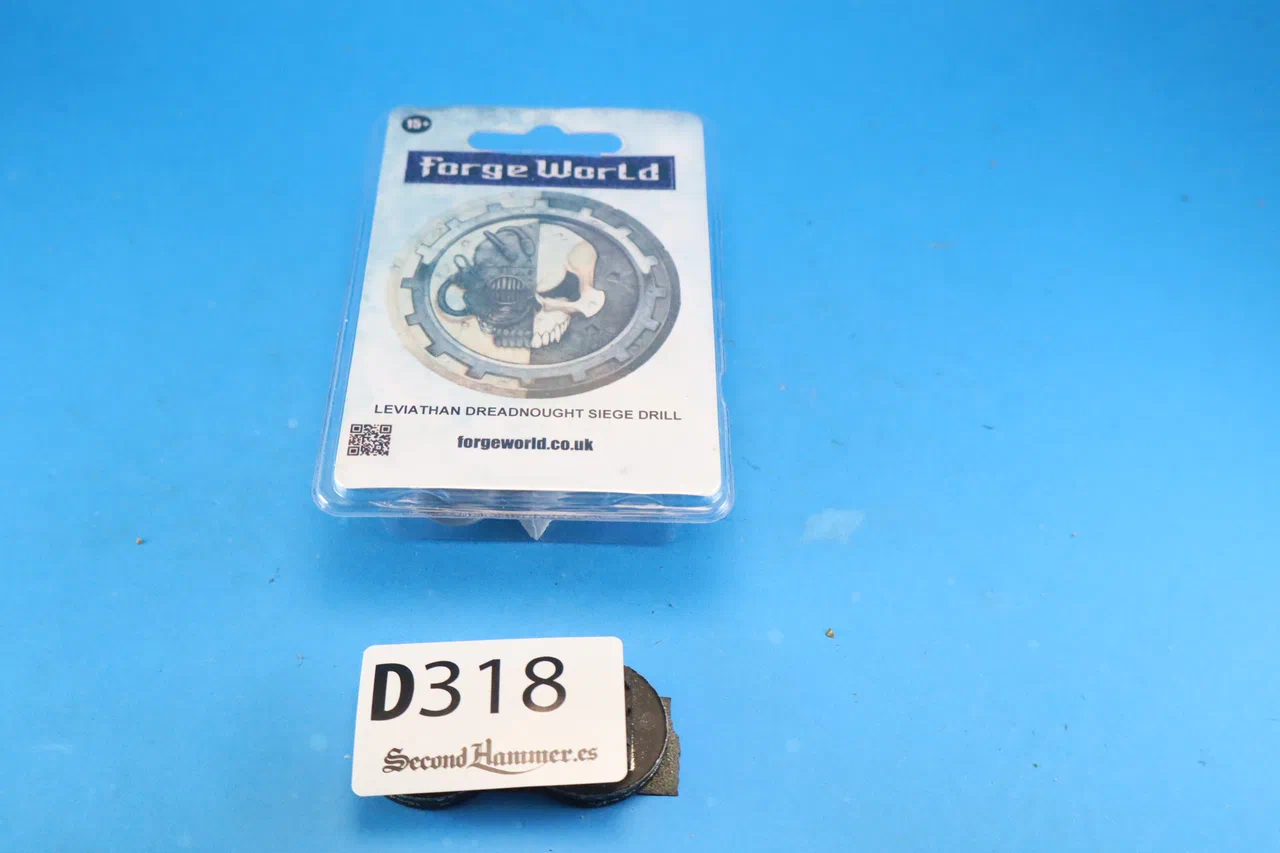 15+
Forge World
LEVIATHAN DREADNOUGHT SIEGE DRILL
forgeworld.co.uk
D318
SecondHammer.es